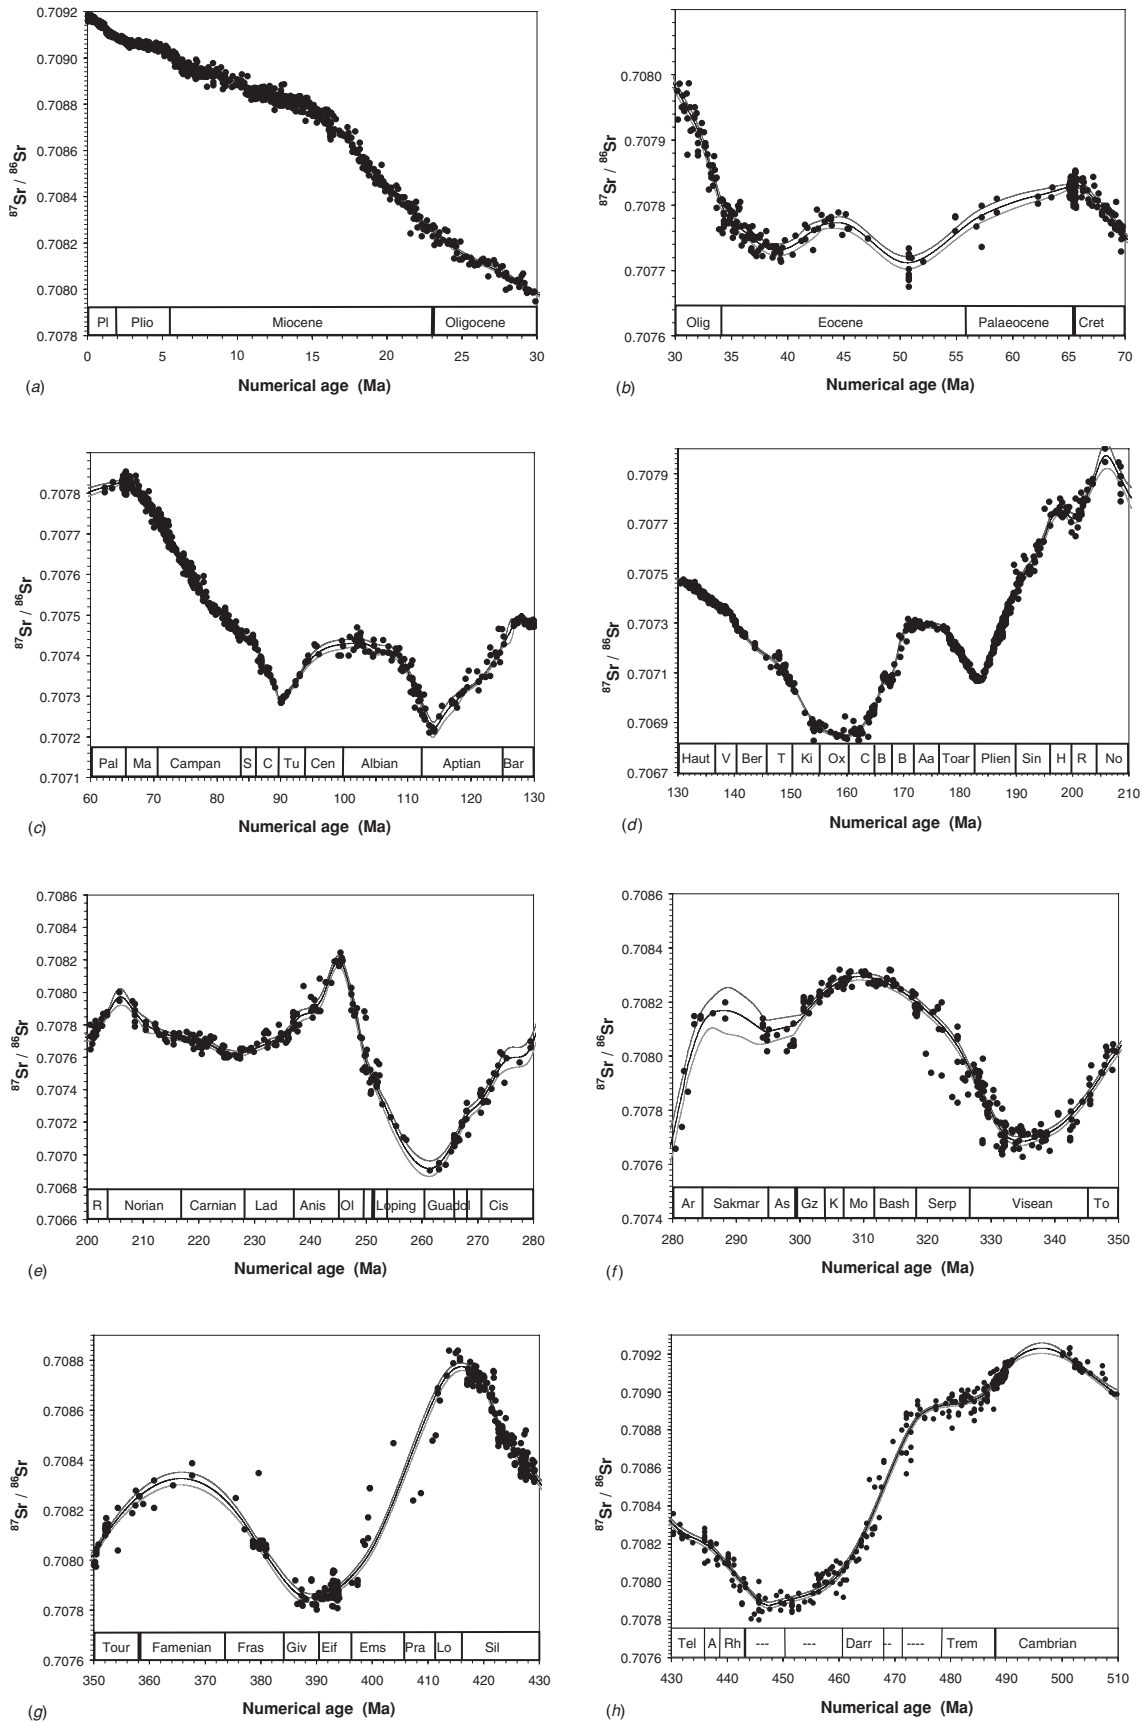 0.7092
0.7090
0.7088
0.7086
0.7084
0.7082
0.7080
0.7078
87Sr / 86Sr
Pl Plio Miocene Oligocene
0 5 10 15 20 25 30
(a) Numerical age (Ma)
0.7080
0.7079
0.7078
0.7077
0.7076
87Sr / 86Sr
Olig Eocene Palaeocene Cret
30 35 40 45 50 55 60 65 70
(b) Numerical age (Ma)
0.7078
0.7077
0.7076
0.7075
0.7074
0.7073
0.7072
0.7071
87Sr / 86Sr
Pal Ma Campan S C Tu Cen Albian Aptian Bar
60 70 80 90 100 110 120 130
(c) Numerical age (Ma)
0.7079
0.7077
0.7075
0.7073
0.7071
0.7069
0.7067
87Sr / 86Sr
Haut V Ber T Ki Ox C B B Aa Toar Plien Sin H R No
130 140 150 160 170 180 190 200 210
(d) Numerical age (Ma)
0.7086
0.7084
0.7082
0.7080
0.7078
0.7076
0.7074
0.7072
0.7070
0.7068
0.7066
87Sr / 86Sr
R Norian Carnian Lad Anis Ol Loping Guadol Cis
200 210 220 230 240 250 260 270 280
(e) Numerical age (Ma)
0.7086
0.7084
0.7082
0.7080
0.7078
0.7076
0.7074
87Sr / 86Sr
Ar Sakmar As Gz K Mo Bash Serp Visean To
280 290 300 310 320 330 340 350
(f) Numerical age (Ma)
0.7088
0.7086
0.7084
0.7082
0.7080
0.7078
0.7076
87Sr / 86Sr
Tour Famenian Fras Giv Eif Ems Pra Lo Sil
350 360 370 380 390 400 410 420 430
(g) Numerical age (Ma)
0.7092
0.7090
0.7088
0.7086
0.7084
0.7082
0.7080
0.7078
0.7076
87Sr / 86Sr
Tel A Rh --- --- Darr -- ---- Trem Cambrian
430 440 450 460 470 480 490 500 510
(h) Numerical age (Ma)